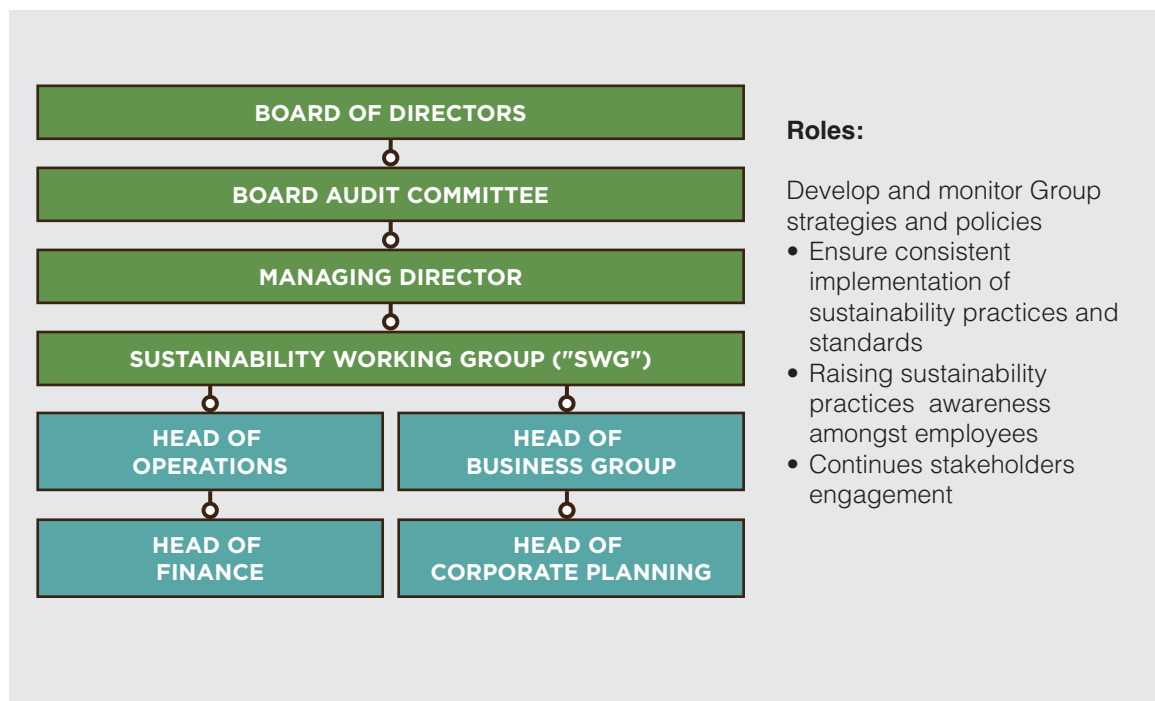 BOARD OF DIRECTORS
BOARD AUDIT COMMITTEE
MANAGING DIRECTOR
SUSTAINABILITY WORKING GROUP ("SWG")
HEAD OF
OPERATIONS
HEAD OF
BUSINESS GROUP
HEAD OF
FINANCE
HEAD OF
CORPORATE PLANNING
Roles:
Develop and monitor Group
strategies and policies
• Ensure consistent
implementation of
sustainability practices and
standards
• Raising sustainability
practices awareness
amongst employees
• Continues stakeholders
engagement